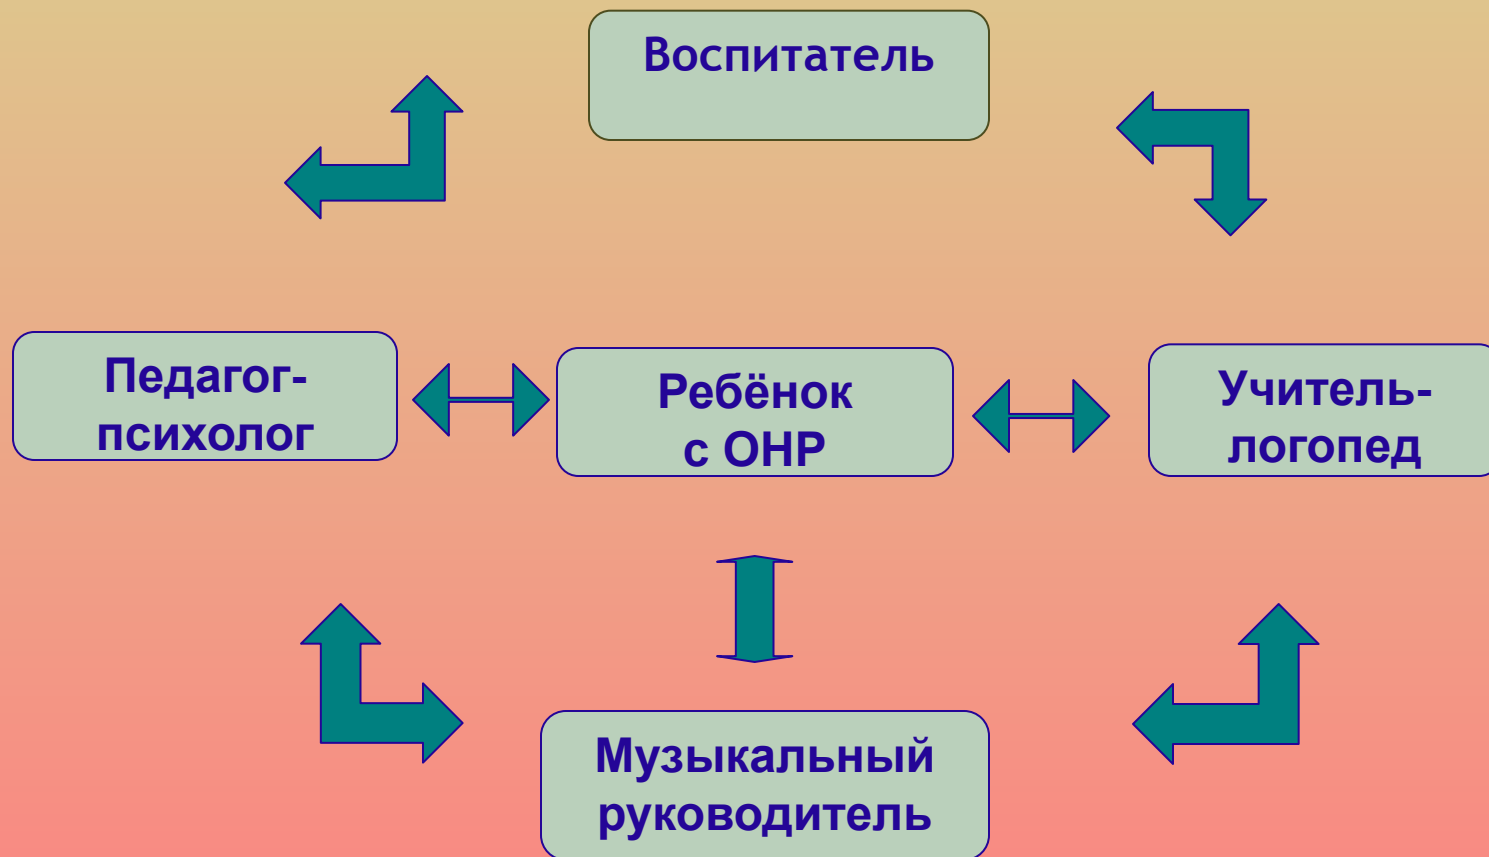 Воспитатель
Педагог-
психолог
Ребёнок
с ОНР
Учитель-
логопед
Музыкальный
руководитель